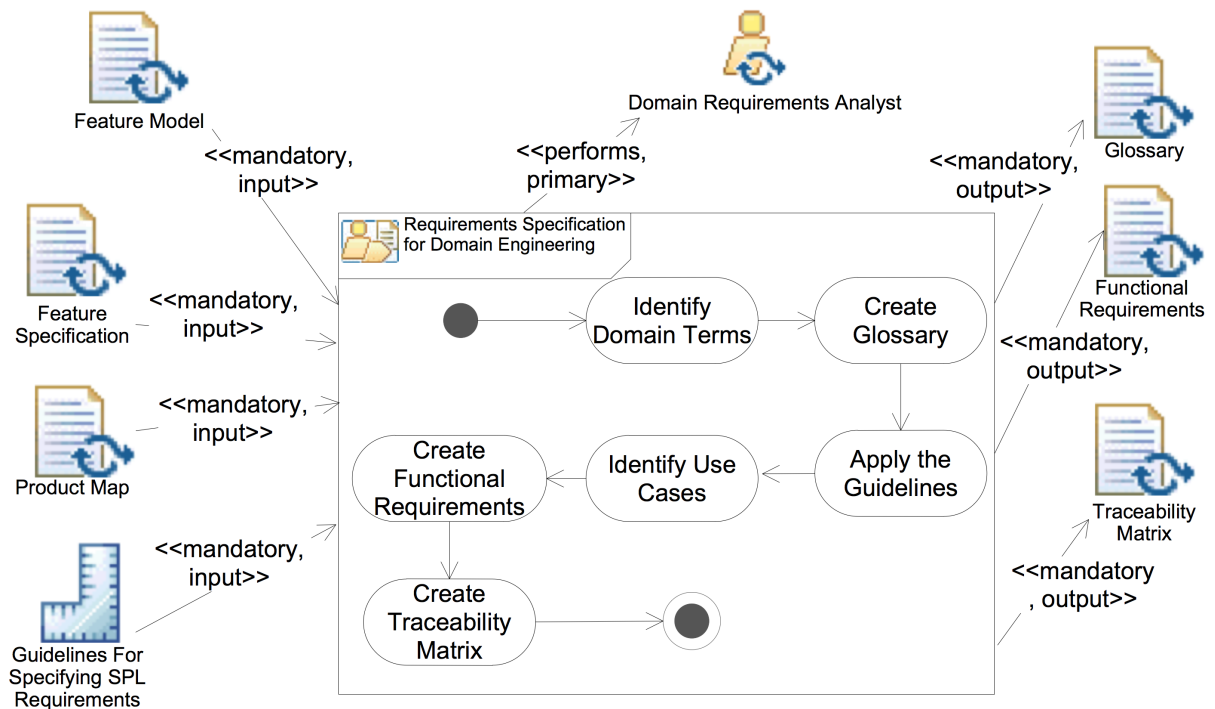 Feature Model
<<mandatory,
input>>
Feature
Specification
<<mandatory,
input>>
Product Map
<<mandatory,
input>>
Guidelines For
Specifying SPL
Requirements
<<mandatory,
input>>
Domain Requirements Analyst
<<performs,
primary>>
Requirements Specification
for Domain Engineering
Identify
Domain Terms
Create
Glossary
Apply the
Guidelines
Identify Use
Cases
Create
Functional
Requirements
Create
Traceability
Matrix
<<mandatory,
output>>
Glossary
<<mandatory,
output>>
Functional
Requirements
<<mandatory
, output>>
Traceability
Matrix